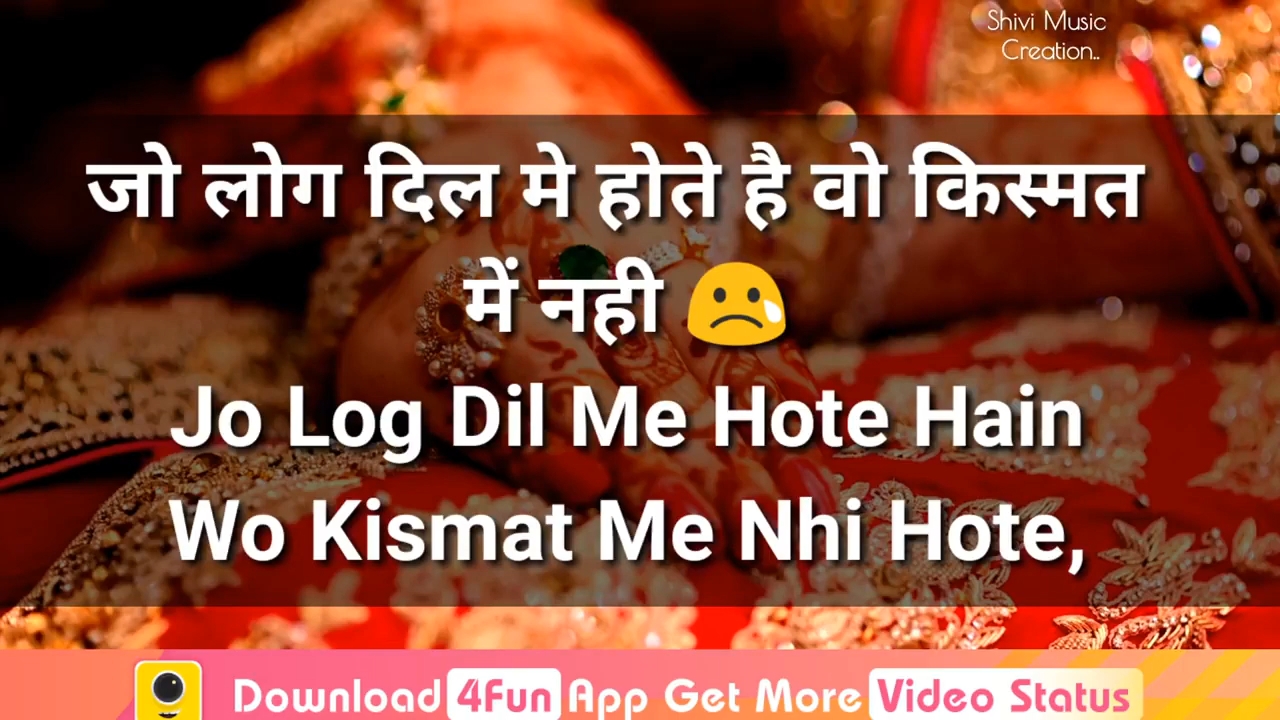 Shivi Music
Creation..
जो लोग दिल मे होते है वो किस्मत
में नही 😢
Jo Log Dil Me Hote Hain
Wo Kismat Me Nhi Hote,
Download 4Fun App Get More Video Status